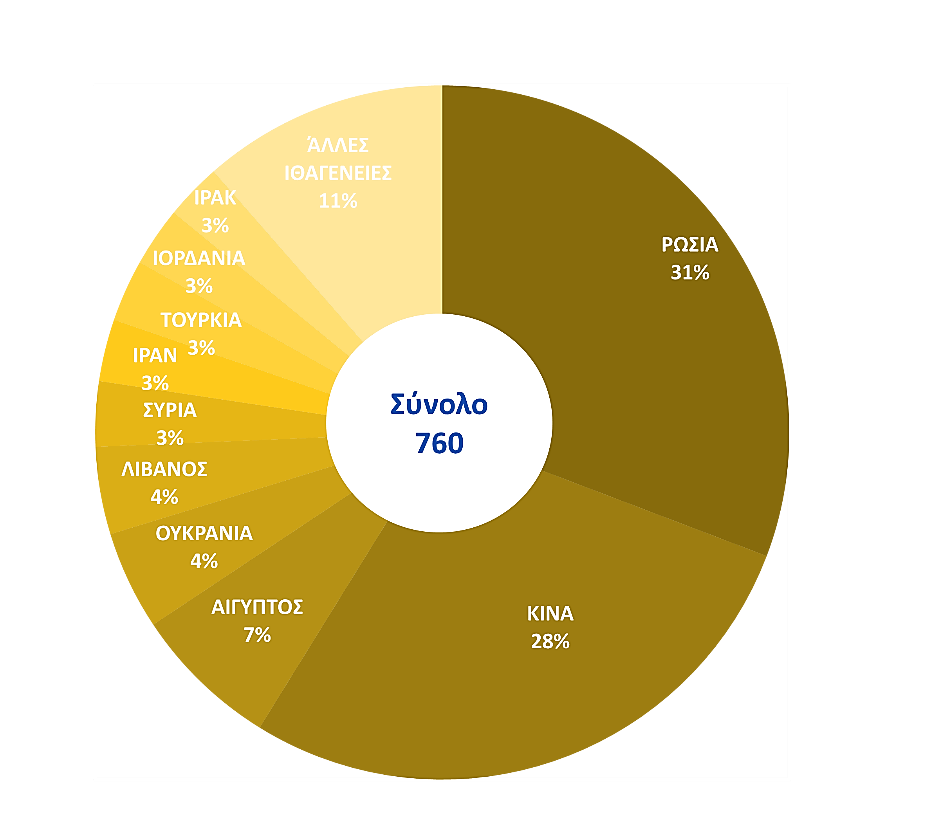 ΡΩΣΙΑ
31%
ΚΙΝΑ
28%
ΑΙΓΥΠΤΟΣ
7%
ΟΥΚΡΑΝΙΑ
4%
ΛΙΒΑΝΟΣ
4%
ΣΥΡΙΑ
3%
ΙΡΑΝ
3%
ΤΟΥΡΚΙΑ
3%
ΙΟΡΔΑΝΙΑ
3%
ΙΡΑΚ
3%
ΆΛΛΕΣ
ΙΘΑΓΕΝΕΙΕΣ
11%
Σύνολο
760